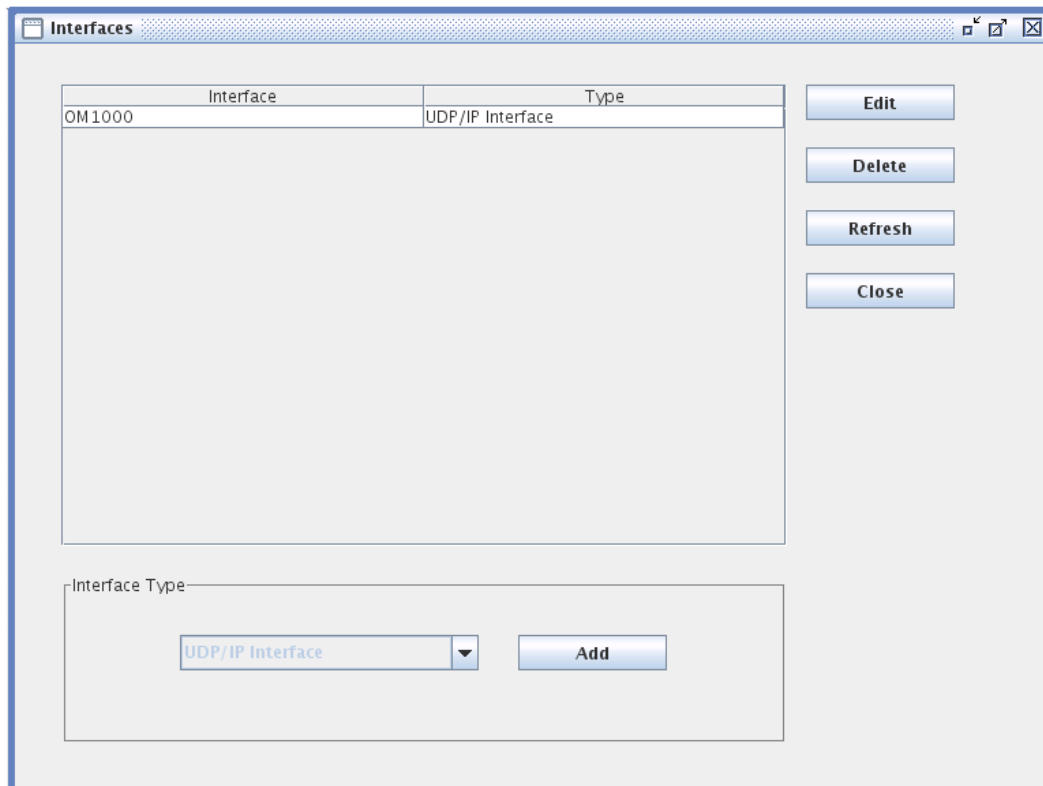 Interfaces
Interface Type
OM1000 UDP/IP Interface
Edit
Delete
Refresh
Close
Interface Type
UDP/IP Interface Add